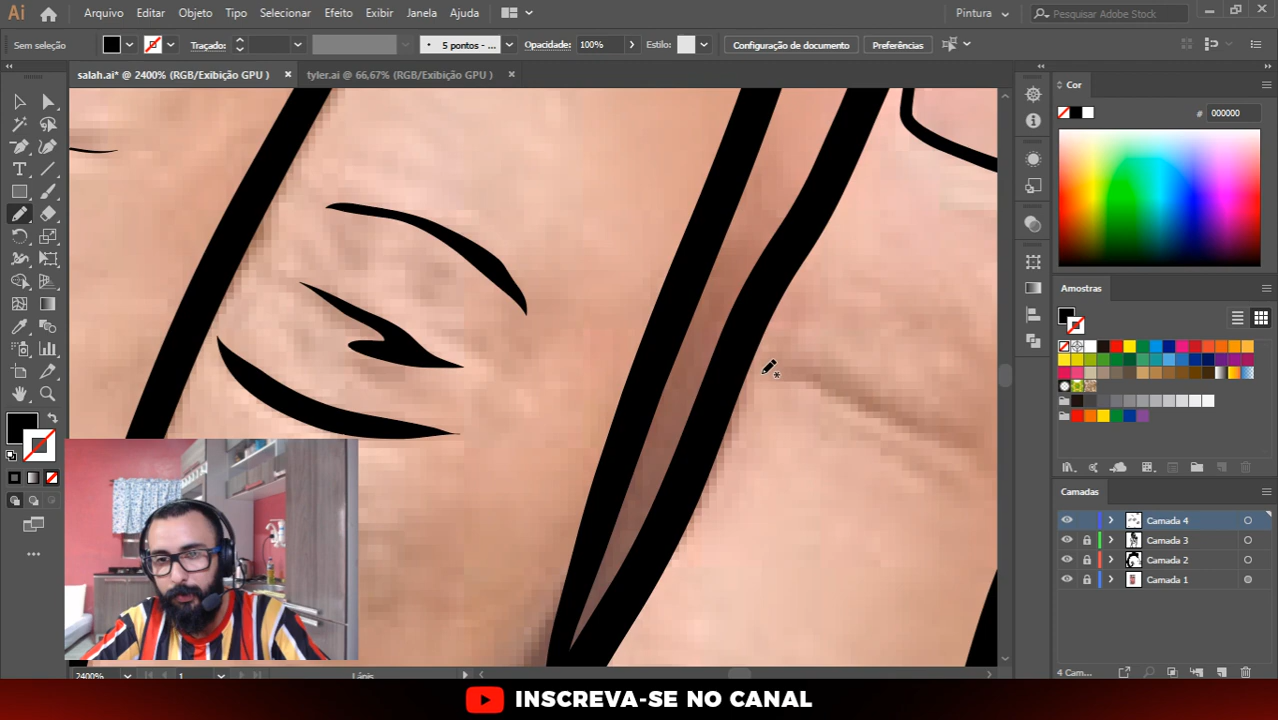 Ai Arquivo Editar Objeto Tipo Selecionar Efeito Exibir Janela Ajuda Pintura Pesquisar Adobe Stock
Sem seleção Traçado: 5 pontos - ... Opacidade: 100% Estilo: Configuração de documento Preferências
salah.ai* @ 2400% (RGB/Exibição GPU ) × tyler.ai @ 66,67% (RGB/Exibição GPU ) ×
Cor
# 000000
Amostras
Camadas
Camada 4
Camada 3
Camada 2
Camada 1
2400% 1 Lápis 4 Cam...
INSCREVA-SE NO CANAL